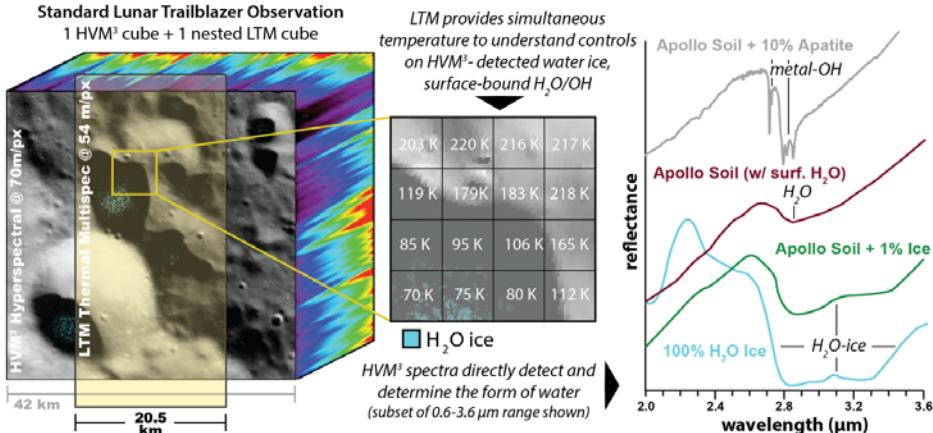 Standard Lunar Trailblazer Observation
1 HVM³ cube + 1 nested LTM cube
HVM³ Hyperspectral @ 70m/px
LTM Thermal Multispec @ 54 m/px
42 km
20.5
km
LTM provides simultaneous
temperature to understand controls
on HVM³- detected water ice,
surface-bound H₂O/OH
203 K 220 K 216 K 217 K
119 K 179K 183 K 218 K
85 K 95 K 106 K 165 K
70 K 75 K 80 K 112 K
H₂O ice
HVM³ spectra directly detect and
determine the form of water
(subset of 0.6-3.6 μm range shown)
reflectance
Apollo Soil + 10% Apatite
metal-OH
Apollo Soil (w/ surf. H₂O)
H₂O
Apollo Soil + 1% Ice
100% H₂O Ice
H₂O-ice
2.0 2.4 2.8 3.2 3.6
wavelength (μm)